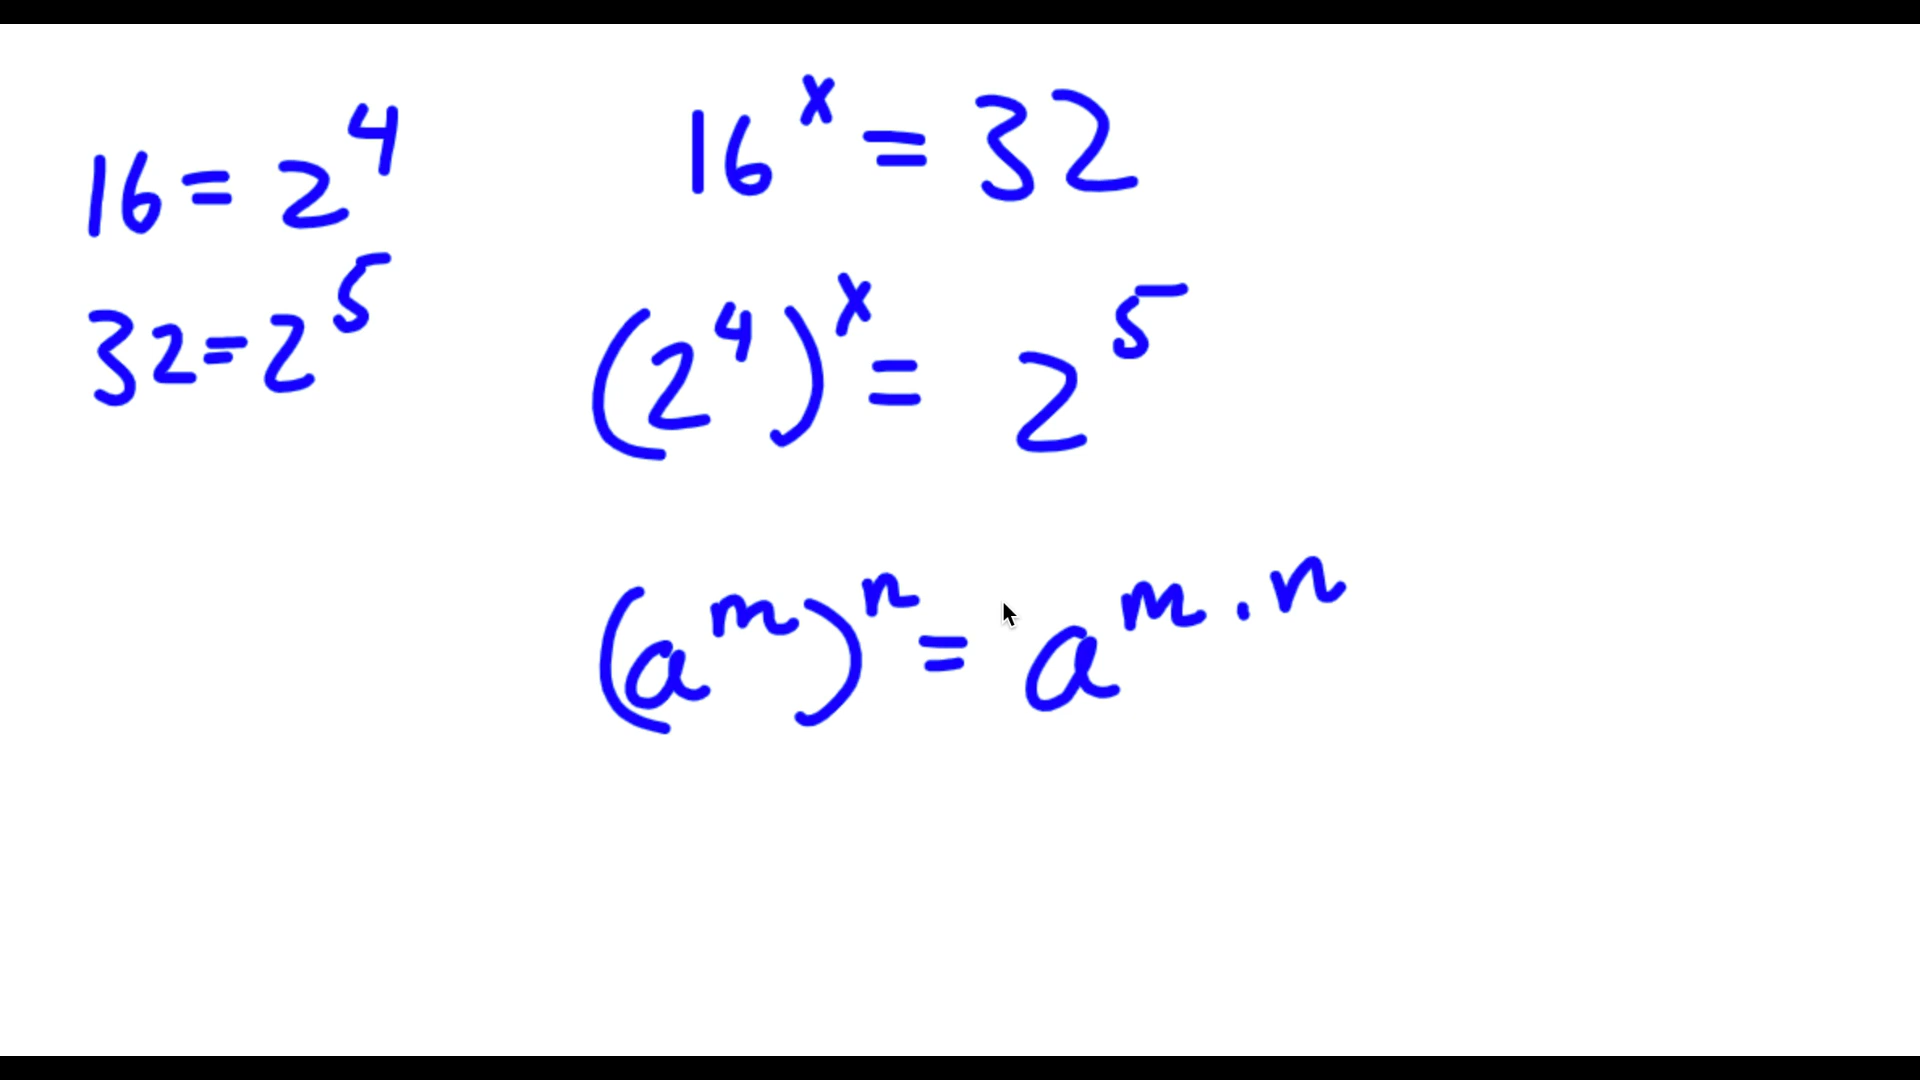 16 = 2^4
32 = 2^5
16^x = 32
(2^4)^x = 2^5
(a^m)^n = a^{m·n}